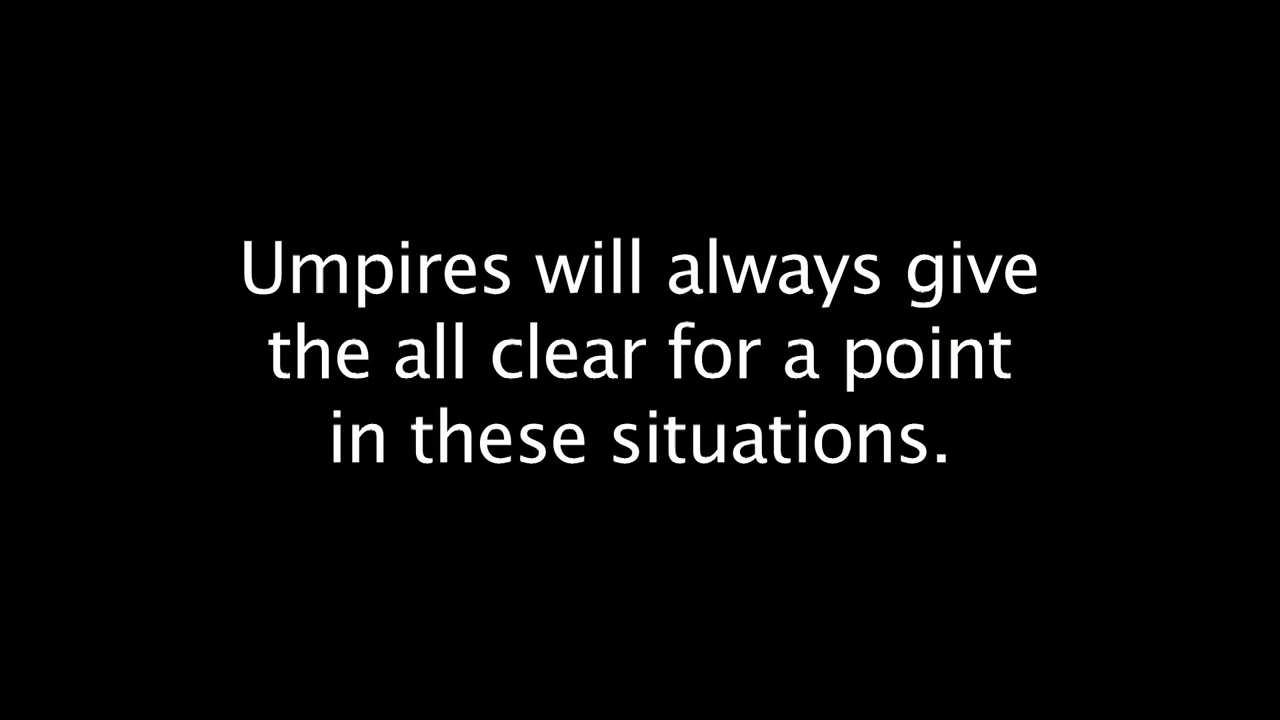 Umpires will always give
the all clear for a point
in these situations.